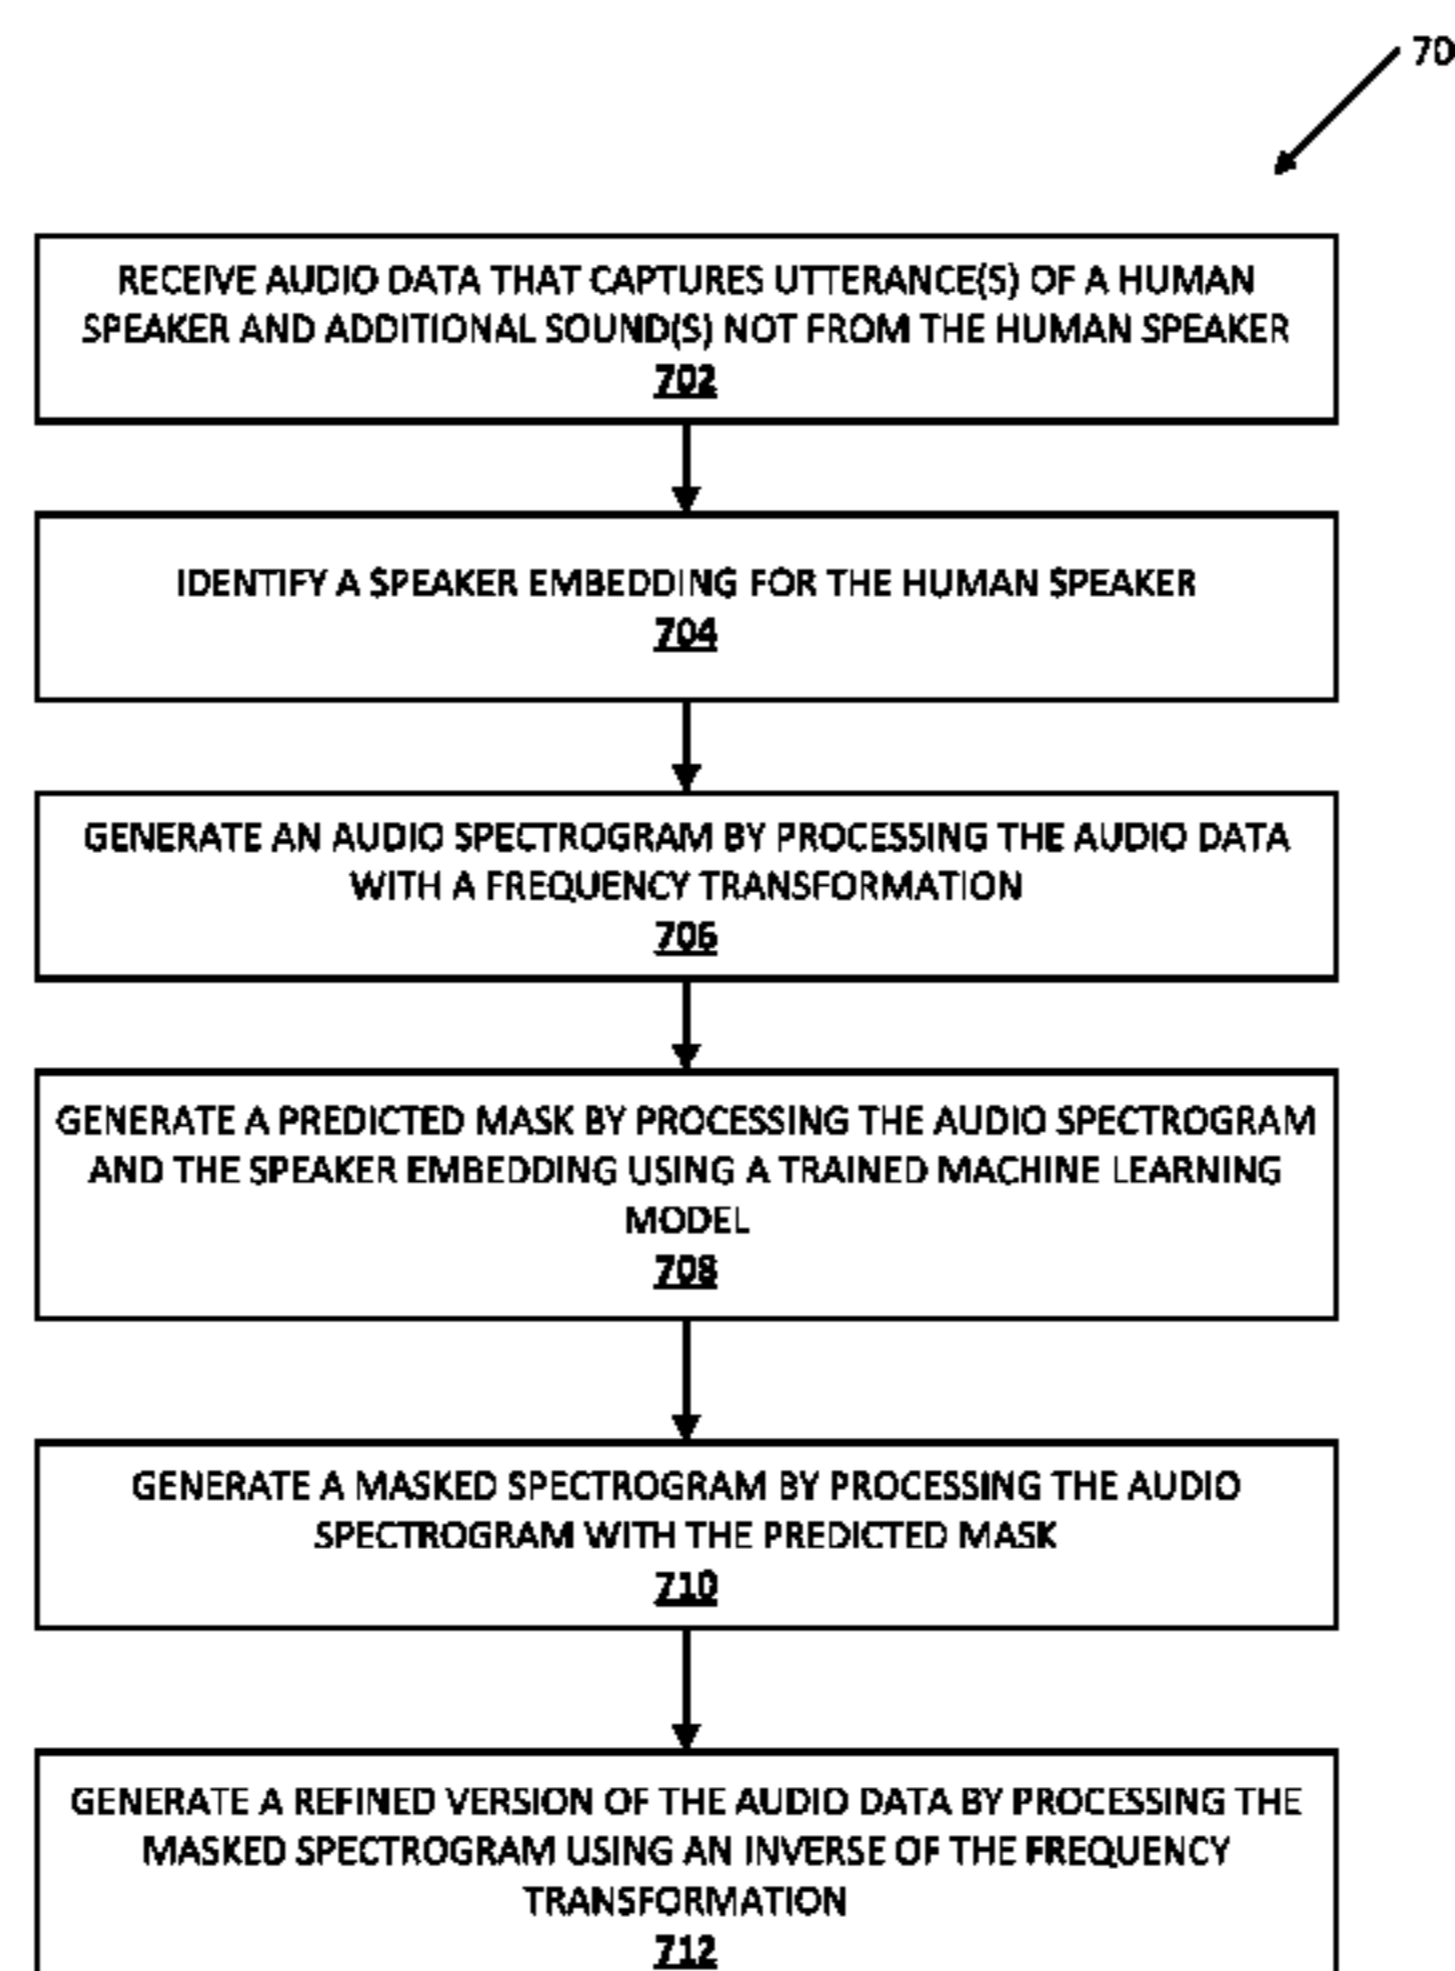 70
RECEIVE AUDIO DATA THAT CAPTURES UTTERANCE(S) OF A HUMAN
SPEAKER AND ADDITIONAL SOUND(S) NOT FROM THE HUMAN SPEAKER
702
IDENTIFY A SPEAKER EMBEDDING FOR THE HUMAN SPEAKER
704
GENERATE AN AUDIO SPECTROGRAM BY PROCESSING THE AUDIO DATA
WITH A FREQUENCY TRANSFORMATION
706
GENERATE A PREDICTED MASK BY PROCESSING THE AUDIO SPECTROGRAM
AND THE SPEAKER EMBEDDING USING A TRAINED MACHINE LEARNING
MODEL
708
GENERATE A MASKED SPECTROGRAM BY PROCESSING THE AUDIO
SPECTROGRAM WITH THE PREDICTED MASK
710
GENERATE A REFINED VERSION OF THE AUDIO DATA BY PROCESSING THE
MASKED SPECTROGRAM USING AN INVERSE OF THE FREQUENCY
TRANSFORMATION
712